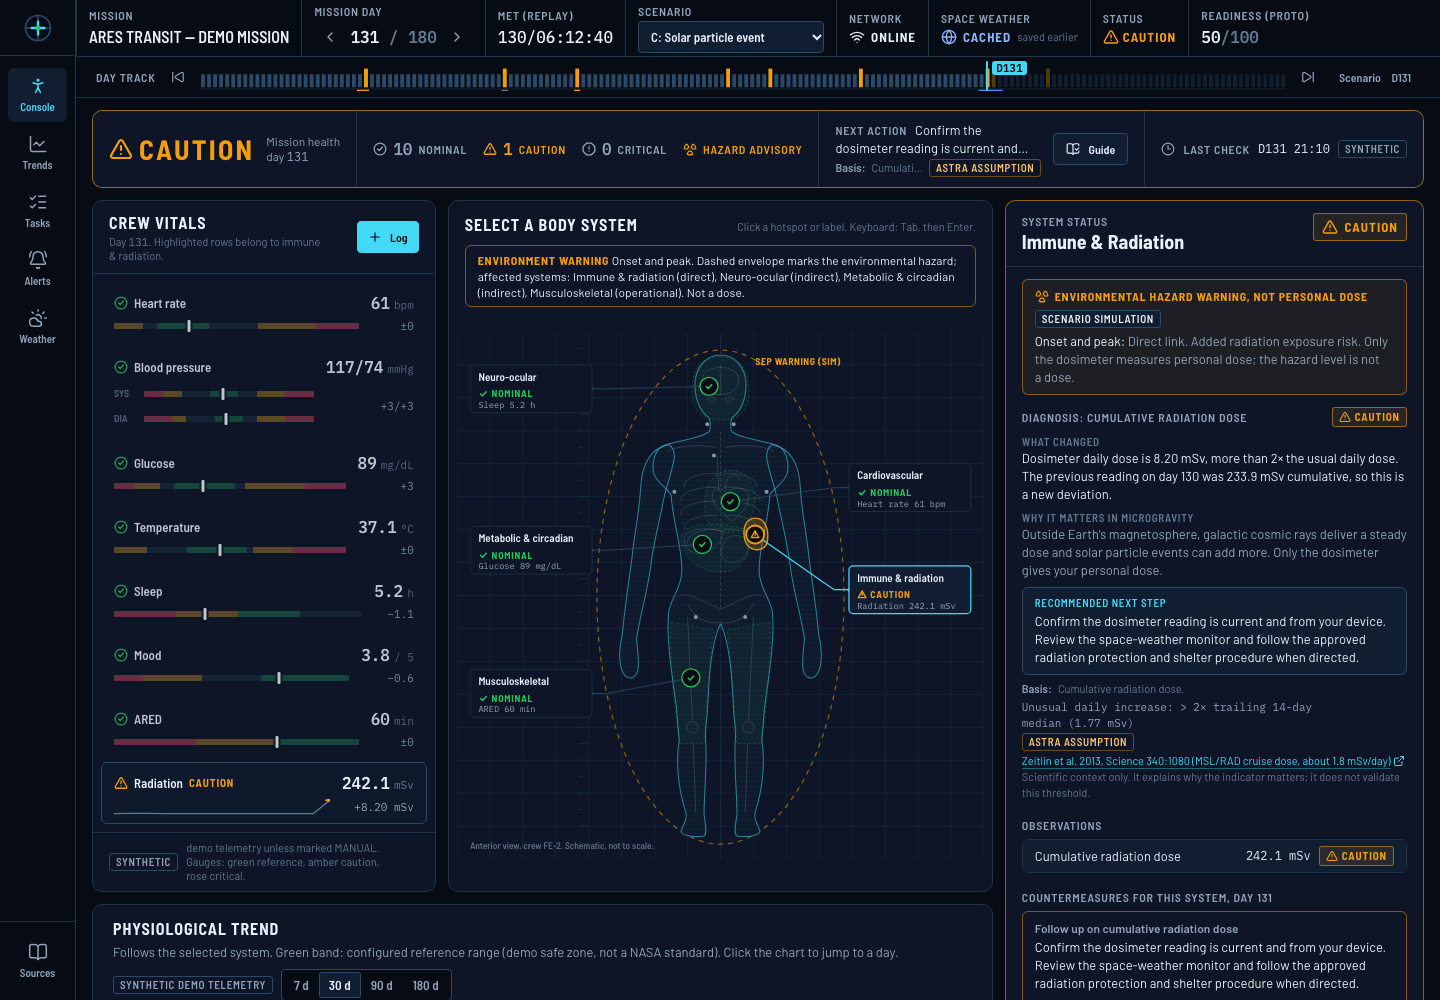 MISSION
ARES TRANSIT – DEMO MISSION
MISSION DAY
131 / 180
MET (REPLAY)
130/06:12:40
SCENARIO
C: Solar particle event
NETWORK
ONLINE
SPACE WEATHER
CACHED saved earlier
STATUS
CAUTION
READINESS (PROTO)
50/100
DAY TRACK
D131
Scenario D131
Console
Trends
Tasks
Alerts
Weather
Sources
CAUTION
Mission health
day 131
10 NOMINAL
1 CAUTION
0 CRITICAL
HAZARD ADVISORY
NEXT ACTION Confirm the
dosimeter reading is current and...
Basis: Cumulati... ASTRA ASSUMPTION
Guide
LAST CHECK D131 21:10 SYNTHETIC
CREW VITALS
Day 131. Highlighted rows belong to immune
& radiation.
Log
Heart rate 61 bpm
±0
Blood pressure 117/74 mmHg
SYS
+3/+3
DIA
Glucose 89 mg/dL
+3
Temperature 37.1 °C
±0
Sleep 5.2 h
−1.1
Mood 3.8 / 5
−0.6
ARED 60 min
±0
Radiation CAUTION 242.1 mSv
+8.20 mSv
SYNTHETIC
demo telemetry unless marked MANUAL.
Gauges: green reference, amber caution,
rose critical.
SELECT A BODY SYSTEM
Click a hotspot or label. Keyboard: Tab, then Enter.
ENVIRONMENT WARNING Onset and peak. Dashed envelope marks the environmental hazard;
affected systems: Immune & radiation (direct), Neuro-ocular (indirect), Metabolic & circadian
(indirect), Musculoskeletal (operational). Not a dose.
SEP WARNING (SIM)
Neuro-ocular
NOMINAL
Sleep 5.2 h
Cardiovascular
NOMINAL
Heart rate 61 bpm
Metabolic & circadian
NOMINAL
Glucose 89 mg/dL
Immune & radiation
CAUTION
Radiation 242.1 mSv
Musculoskeletal
NOMINAL
ARED 60 min
Anterior view, crew FE-2. Schematic, not to scale.
PHYSIOLOGICAL TREND
Follows the selected system. Green band: configured reference range (demo safe zone, not a NASA standard). Click the chart to jump to a day.
SYNTHETIC DEMO TELEMETRY
7 d 30 d 90 d 180 d
SYSTEM STATUS
Immune & Radiation
CAUTION
ENVIRONMENTAL HAZARD WARNING, NOT PERSONAL DOSE
SCENARIO SIMULATION
Onset and peak: Direct link. Added radiation exposure risk. Only
the dosimeter measures personal dose; the hazard level is not
a dose.
DIAGNOSIS: CUMULATIVE RADIATION DOSE
CAUTION
WHAT CHANGED
Dosimeter daily dose is 8.20 mSv, more than 2× the usual daily dose.
The previous reading on day 130 was 233.9 mSv cumulative, so this is
a new deviation.
WHY IT MATTERS IN MICROGRAVITY
Outside Earth's magnetosphere, galactic cosmic rays deliver a steady
dose and solar particle events can add more. Only the dosimeter
gives your personal dose.
RECOMMENDED NEXT STEP
Confirm the dosimeter reading is current and from your device.
Review the space-weather monitor and follow the approved
radiation protection and shelter procedure when directed.
Basis: Cumulative radiation dose.
Unusual daily increase: > 2× trailing 14-day
median (1.77 mSv)
ASTRA ASSUMPTION
Zeitlin et al. 2013, Science 340:1080 (MSL/RAD cruise dose, about 1.8 mSv/day)
Scientific context only. It explains why the indicator matters; it does not validate
this threshold.
OBSERVATIONS
Cumulative radiation dose 242.1 mSv CAUTION
COUNTERMEASURES FOR THIS SYSTEM, DAY 131
Follow up on cumulative radiation dose
Confirm the dosimeter reading is current and from your device.
Review the space-weather monitor and follow the approved
radiation protection and shelter procedure when directed.